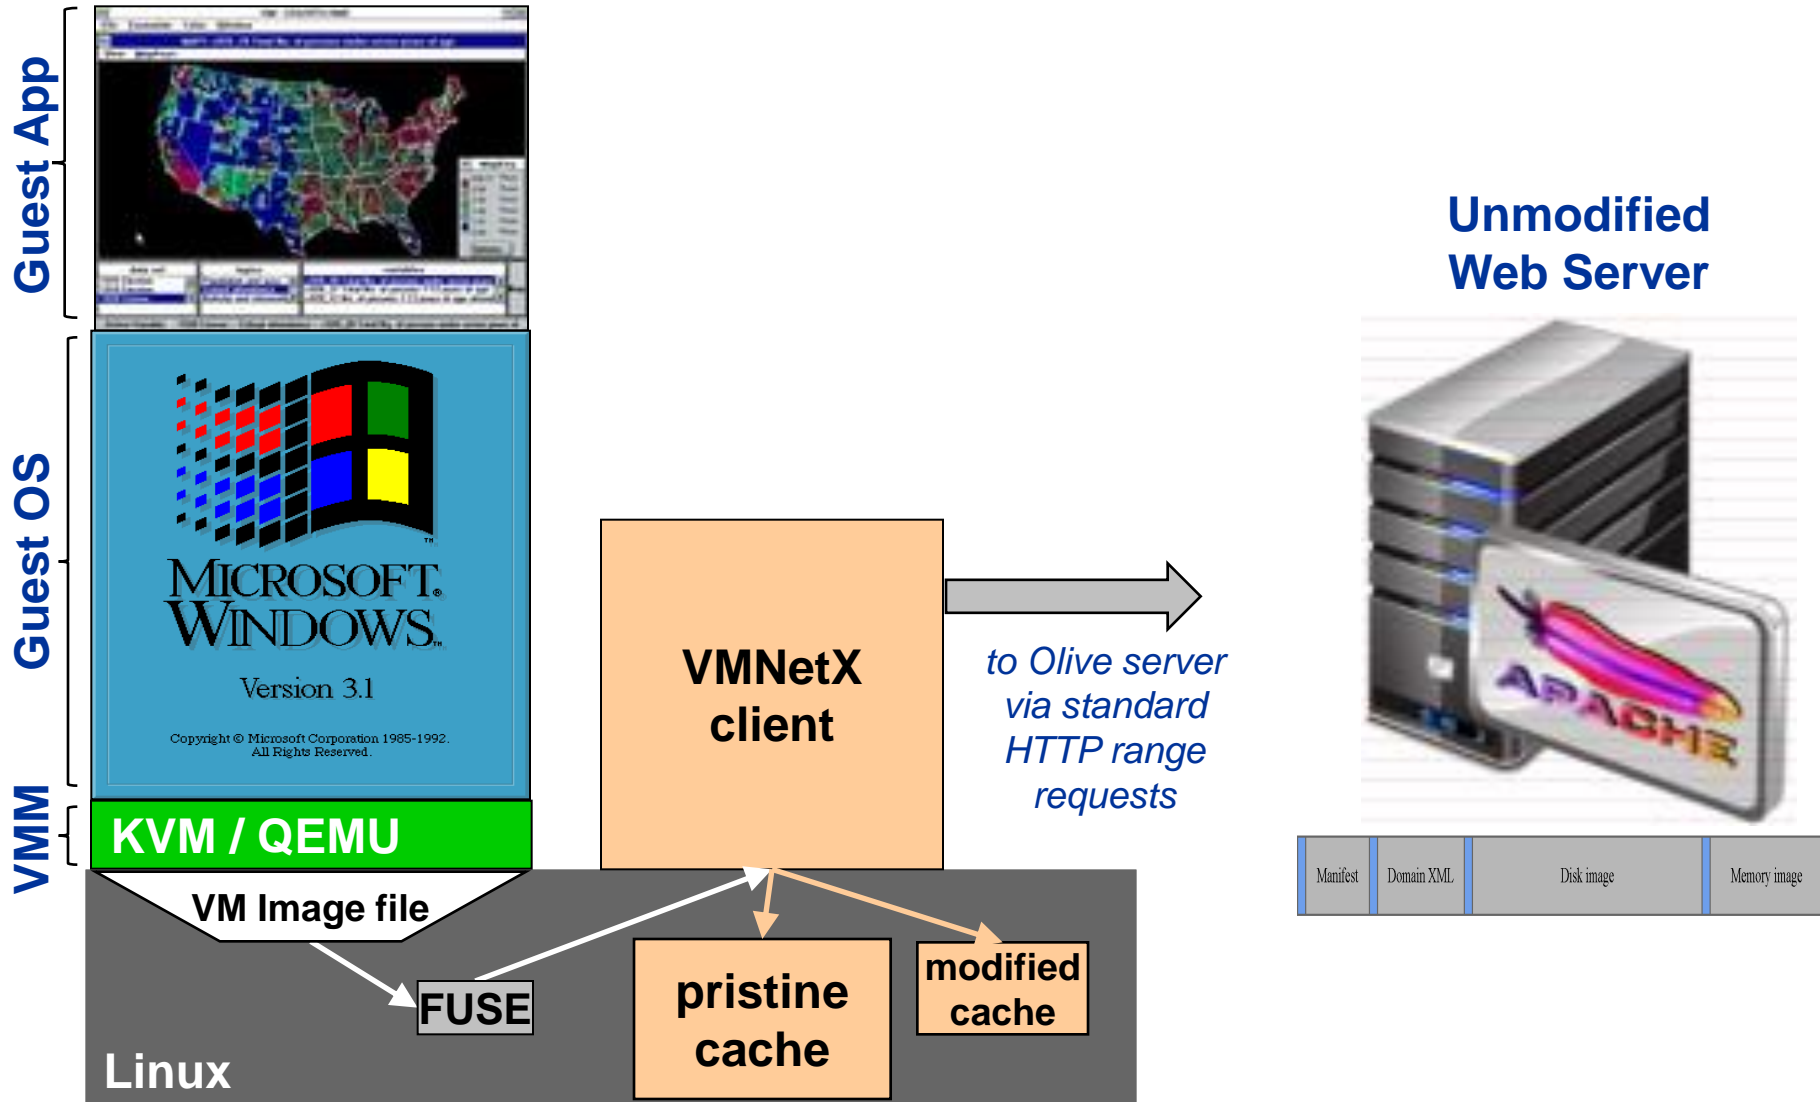 Guest App
Guest OS
VMM
MICROSOFT®
WINDOWS™
Version 3.1
Copyright © Microsoft Corporation 1985-1992.
All Rights Reserved.
TM
KVM / QEMU
VM Image file
FUSE
Linux
VMNetX
client
pristine
cache
modified
cache
to Olive server
via standard
HTTP range
requests
Unmodified
Web Server
APACHE
Manifest
Domain XML
Disk image
Memory image